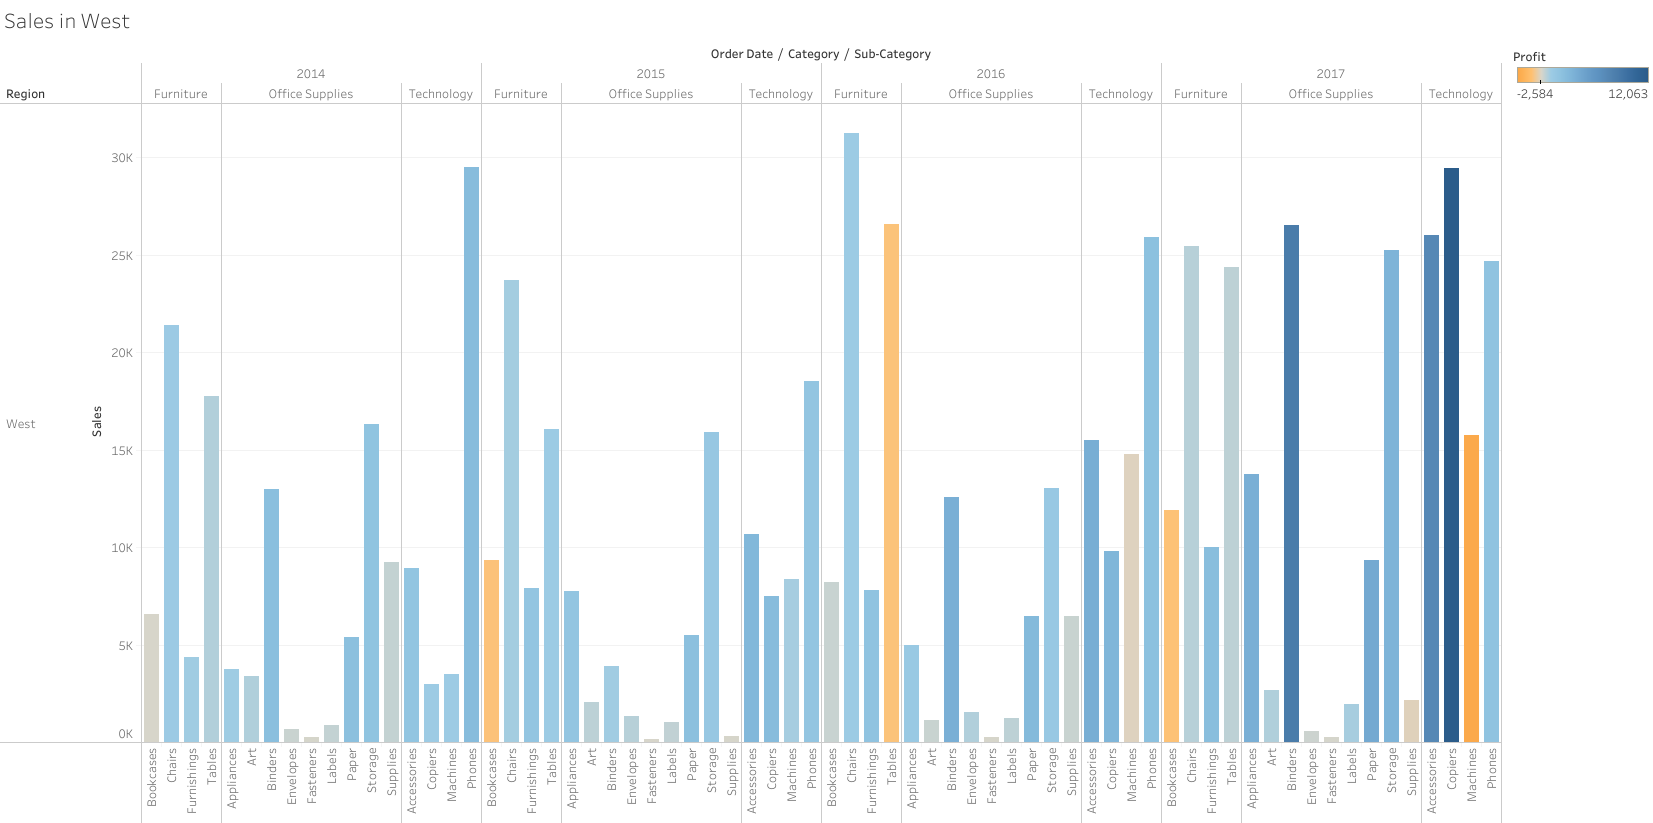 Sales in West
Order Date / Category / Sub-Category
Profit
2014 2015 2016 2017
-2,584 12,063
Region Furniture Office Supplies Technology Furniture Office Supplies Technology Furniture Office Supplies Technology Furniture Office Supplies Technology
30K
25K
20K
15K
10K
5K
0K
Sales
West
Bookcases Chairs Furnishings Tables Appliances Art Binders Envelopes Fasteners Labels Paper Storage Supplies Accessories Copiers Machines Phones Bookcases Chairs Furnishings Tables Appliances Art Binders Envelopes Fasteners Labels Paper Storage Supplies Accessories Copiers Machines Phones Bookcases Chairs Furnishings Tables Appliances Art Binders Envelopes Fasteners Labels Paper Storage Supplies Accessories Copiers Machines Phones Bookcases Chairs Furnishings Tables Appliances Art Binders Envelopes Fasteners Labels Paper Storage Supplies Accessories Copiers Machines Phones